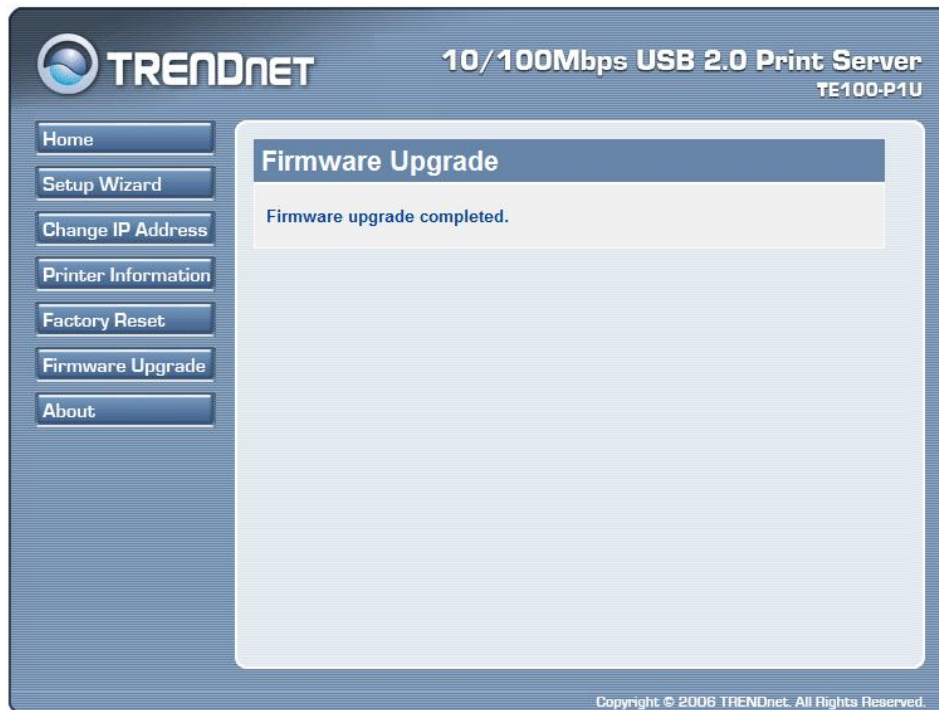 TRENDNET
10/100Mbps USB 2.0 Print Server
TE100-P1U
Home
Setup Wizard
Change IP Address
Printer Information
Factory Reset
Firmware Upgrade
About
Firmware Upgrade
Firmware upgrade completed.
Copyright © 2006 TRENDnet. All Rights Reserved.